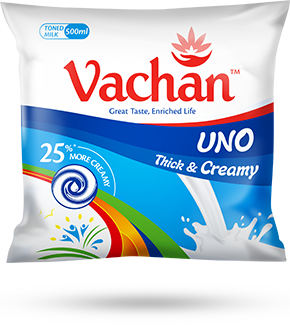 TONED
MILK
500ml
Vachan™
Great Taste, Enriched Life
UNO
Thick & Creamy
25%*
MORE CREAMY